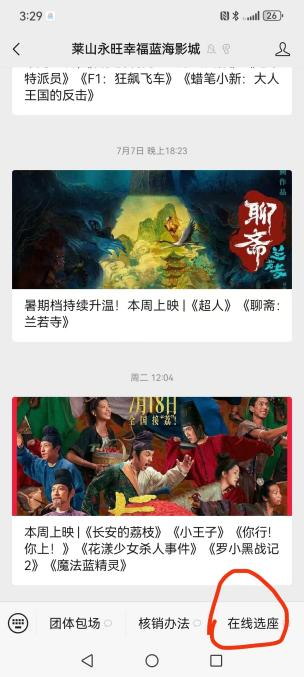 3:29
26
莱山永旺幸福蓝海影城
特派员》《F1：狂飙飞车》《蜡笔小新：大人
王国的反击》
7月7日 晚上18:23
聊斋
兰若寺
暑期档持续升温！本周上映 |《超人》《聊斋：
兰若寺》
周二 12:04
7月18日
全国接“荔”！
本周上映 |《长安的荔枝》《小王子》《你行！
你上！》《花漾少女杀人事件》《罗小黑战记
2》《魔法蓝精灵》
团体包场
核销办法
在线选座